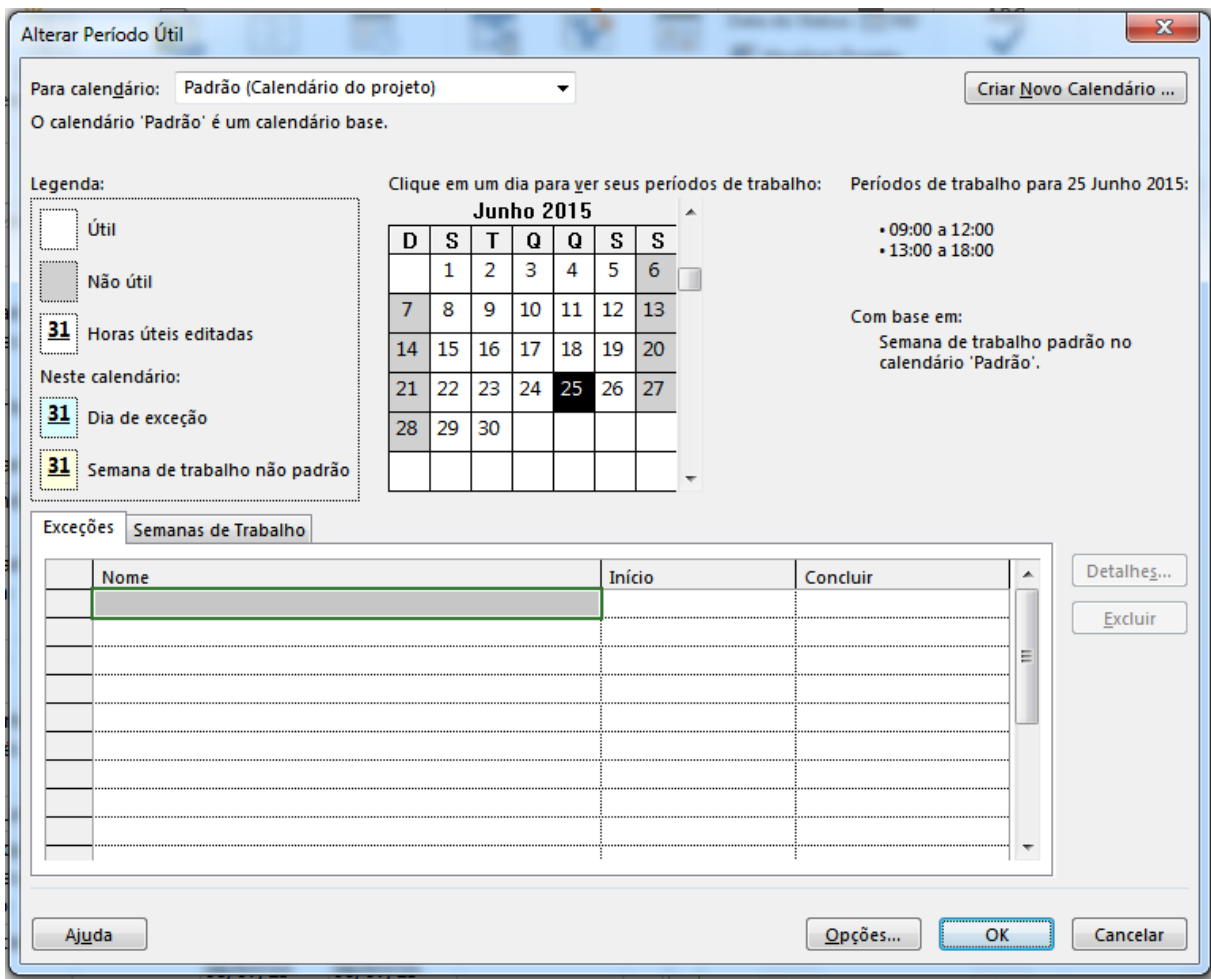 Alterar Período Útil
Para calendário: Padrão (Calendário do projeto)
Criar Novo Calendário ...
O calendário 'Padrão' é um calendário base.
Legenda:
Útil
Não útil
31 Horas úteis editadas
Neste calendário:
31 Dia de exceção
31 Semana de trabalho não padrão
Clique em um dia para ver seus períodos de trabalho:
Junho 2015
D S T Q Q S S
1 2 3 4 5 6
7 8 9 10 11 12 13
14 15 16 17 18 19 20
21 22 23 24 25 26 27
28 29 30
Períodos de trabalho para 25 Junho 2015:
• 09:00 a 12:00
• 13:00 a 18:00
Com base em:
Semana de trabalho padrão no
calendário 'Padrão'.
Exceções Semanas de Trabalho
Nome Início Concluir
Detalhes...
Excluir
Ajuda Opções... OK Cancelar